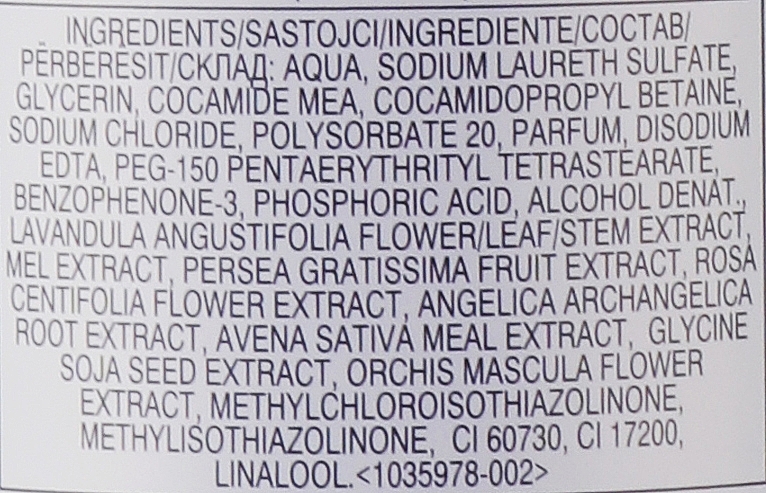 INGREDIENTS/SASTOJCI/INGREDIENTE/СОСТАВ/
PËRBËRËSIT/СКЛАД: AQUA, SODIUM LAURETH SULFATE,
GLYCERIN, COCAMIDE MEA, COCAMIDOPROPYL BETAINE,
SODIUM CHLORIDE, POLYSORBATE 20, PARFUM, DISODIUM
EDTA, PEG-150 PENTAERYTHRITYL TETRASTEARATE,
BENZOPHENONE-3, PHOSPHORIC ACID, ALCOHOL DENAT.,
LAVANDULA ANGUSTIFOLIA FLOWER/LEAF/STEM EXTRACT,
MEL EXTRACT, PERSEA GRATISSIMA FRUIT EXTRACT, ROSA
CENTIFOLIA FLOWER EXTRACT, ANGELICA ARCHANGELICA
ROOT EXTRACT, AVENA SATIVA MEAL EXTRACT, GLYCINE
SOJA SEED EXTRACT, ORCHIS MASCULA FLOWER
EXTRACT, METHYLCHLOROISOTHIAZOLINONE,
METHYLISOTHIAZOLINONE, CI 60730, CI 17200,
LINALOOL.<1035978-002>